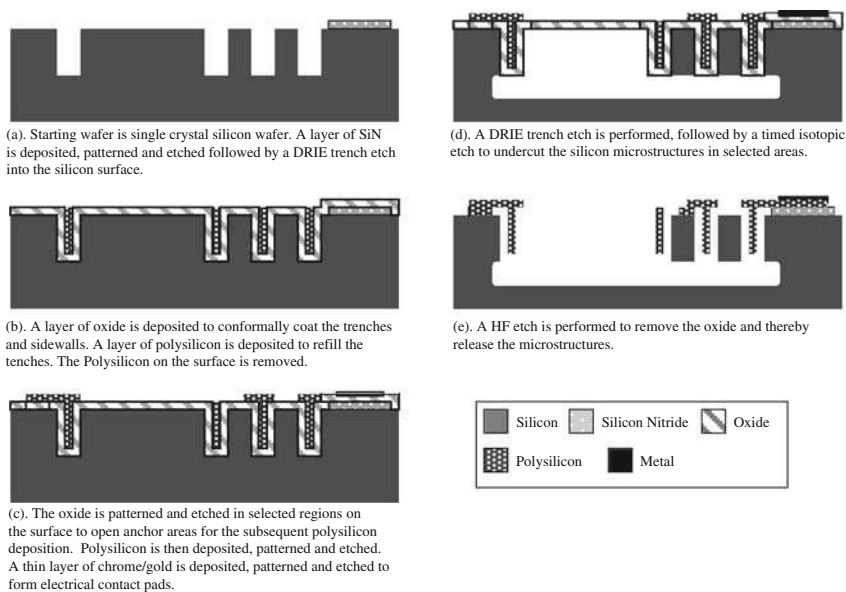 (a). Starting wafer is single crystal silicon wafer. A layer of SiN
is deposited, patterned and etched followed by a DRIE trench etch
into the silicon surface.
(b). A layer of oxide is deposited to conformally coat the trenches
and sidewalls. A layer of polysilicon is deposited to refill the
tenches. The Polysilicon on the surface is removed.
(c). The oxide is patterned and etched in selected regions on
the surface to open anchor areas for the subsequent polysilicon
deposition. Polysilicon is then deposited, patterned and etched.
A thin layer of chrome/gold is deposited, patterned and etched to
form electrical contact pads.
(d). A DRIE trench etch is performed, followed by a timed isotopic
etch to undercut the silicon microstructures in selected areas.
(e). A HF etch is performed to remove the oxide and thereby
release the microstructures.
Silicon Silicon Nitride Oxide
Polysilicon Metal